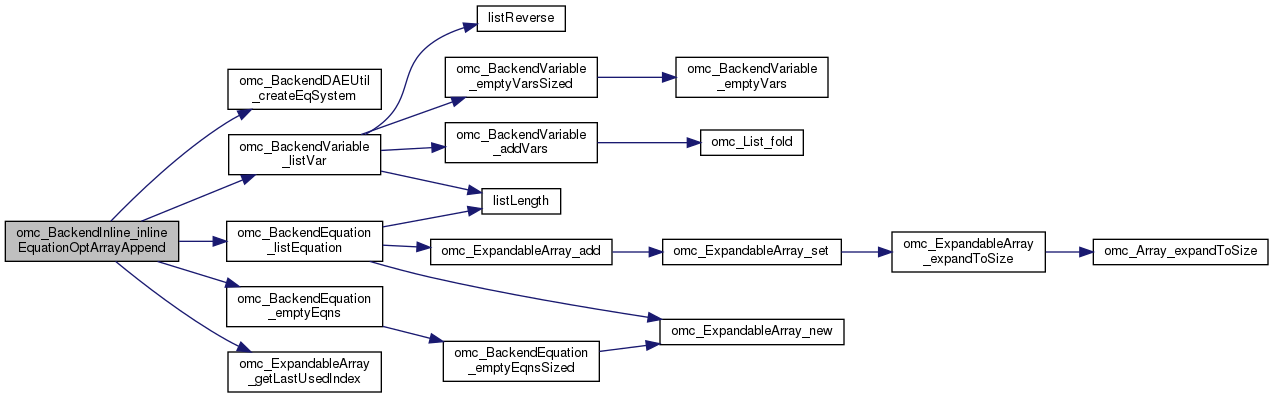 listReverse
omc_BackendVariable
_emptyVarsSized
omc_BackendVariable
_emptyVars
omc_BackendDAEUtil
_createEqSystem
omc_BackendVariable
_listVar
omc_BackendVariable
_addVars
omc_List_fold
listLength
omc_BackendInline_inline
EquationOptArrayAppend
omc_BackendEquation
_listEquation
omc_ExpandableArray_add
omc_ExpandableArray_set
omc_ExpandableArray
_expandToSize
omc_Array_expandToSize
omc_BackendEquation
_emptyEqns
omc_ExpandableArray_new
omc_BackendEquation
_emptyEqnsSized
omc_ExpandableArray
_getLastUsedIndex